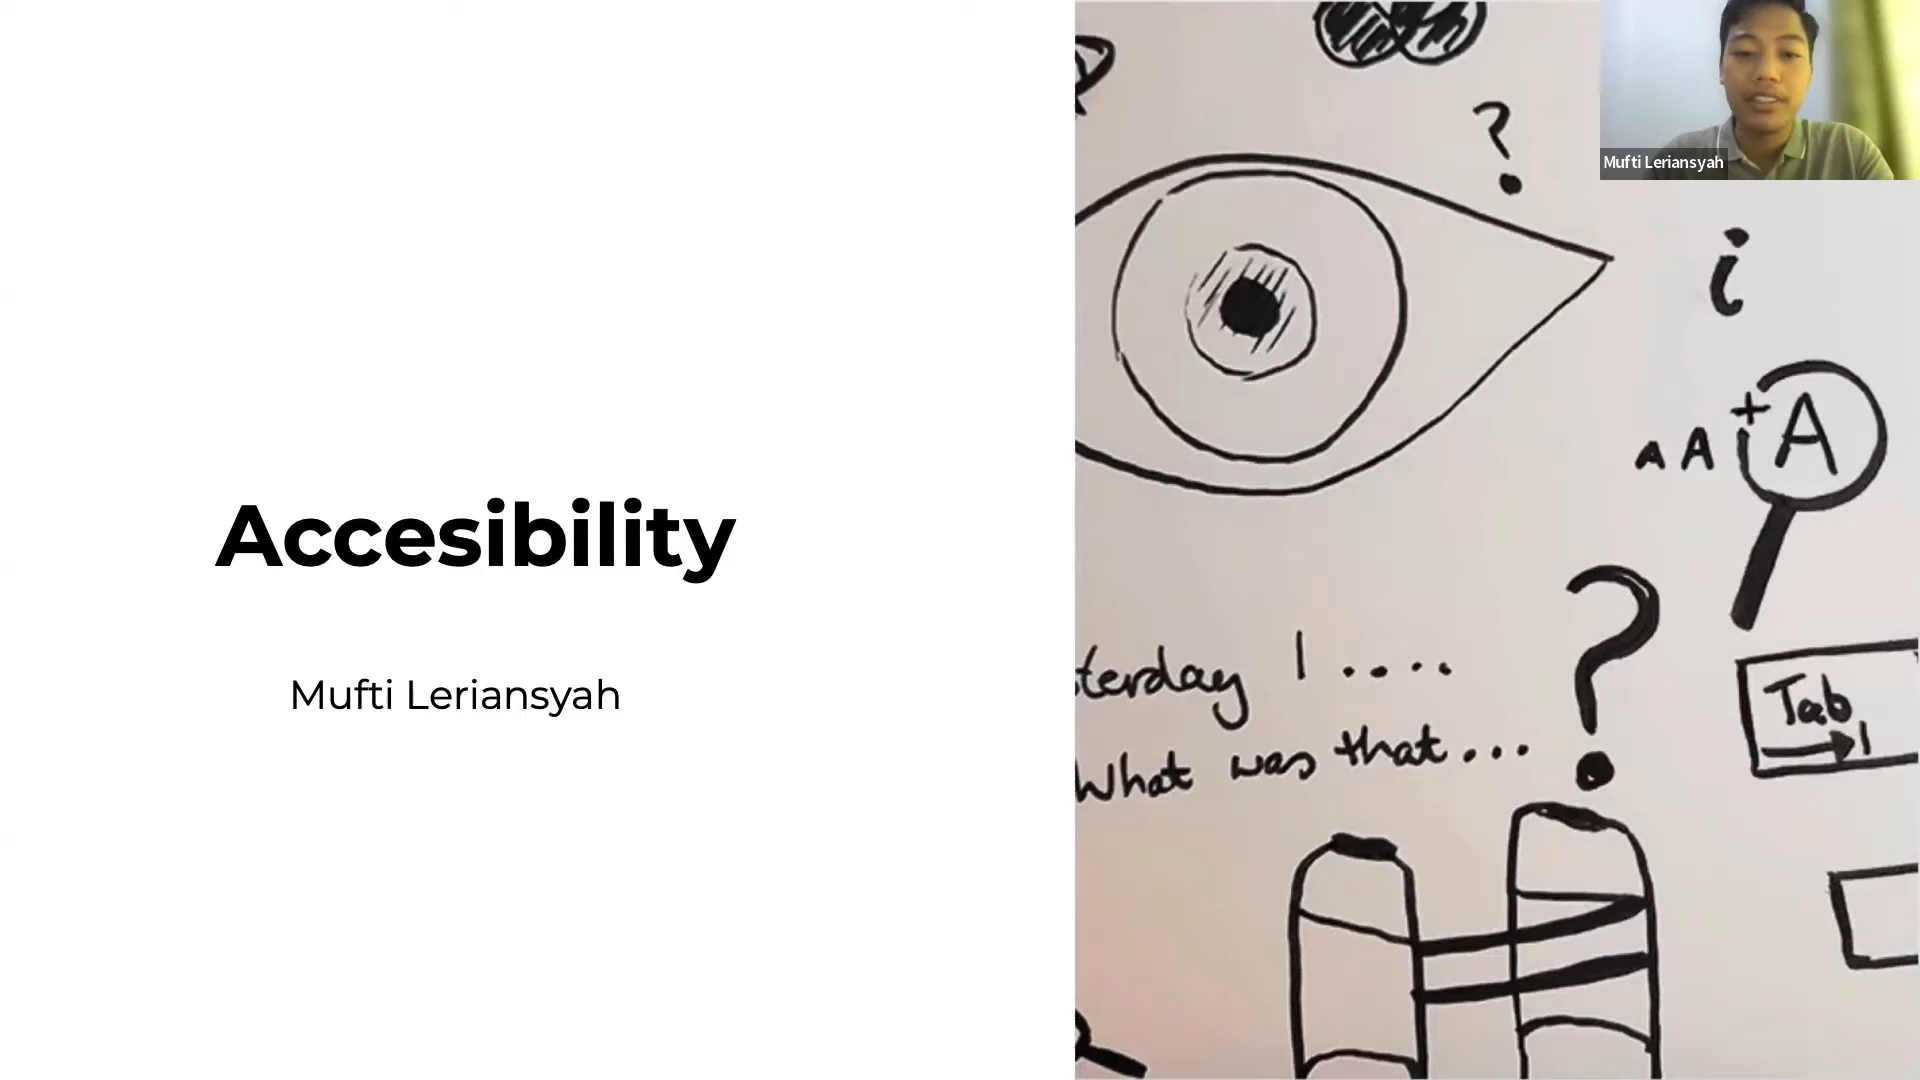 Accesibility
Mufti Leriansyah
Mufti Leriansyah
?
i
A A + A
?
terday I ....
What was that...
Tab